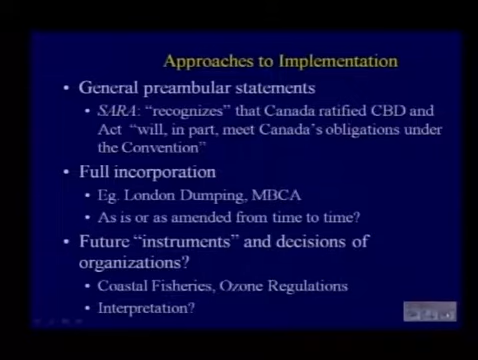 Approaches to Implementation
• General preambular statements
• SARA: “recognizes” that Canada ratified CBD and
Act “will, in part, meet Canada’s obligations under
the Convention”
• Full incorporation
• Eg. London Dumping, MBCA
• As is or as amended from time to time?
• Future “instruments” and decisions of
organizations?
• Coastal Fisheries, Ozone Regulations
• Interpretation?